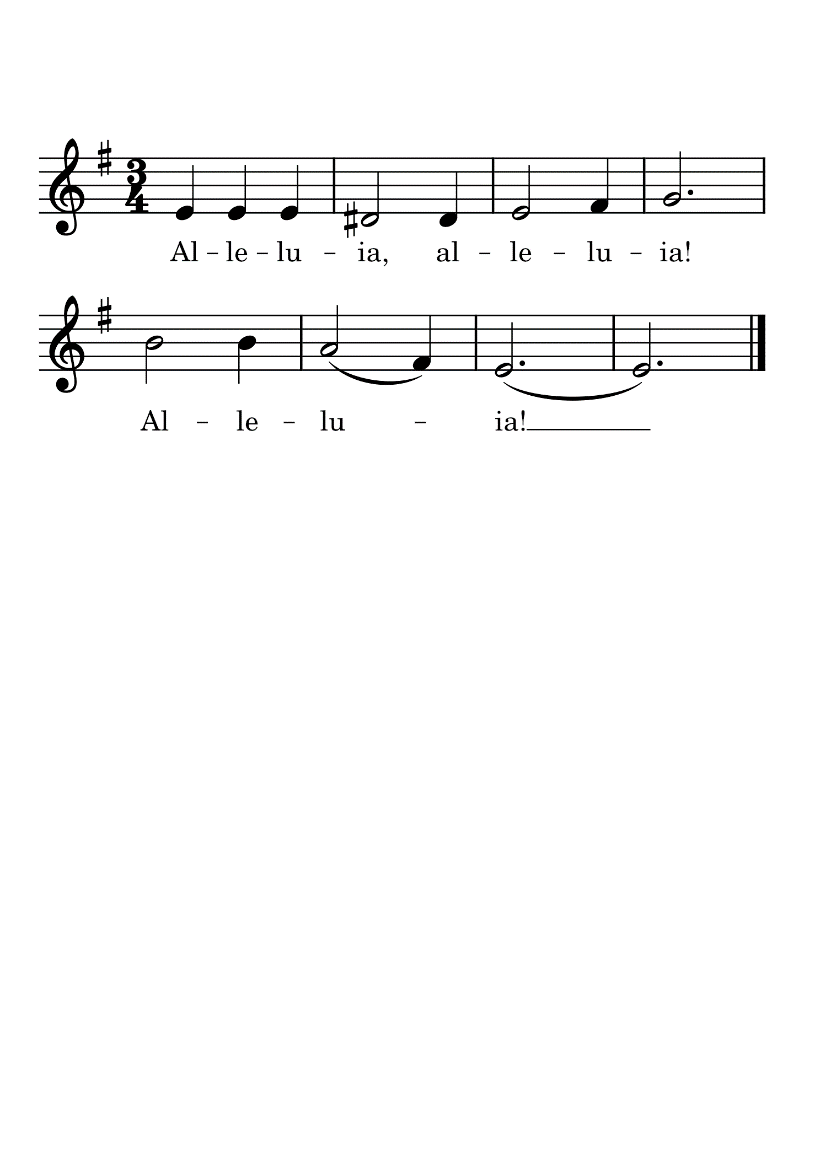 Al – le – lu – ia, al – le – lu – ia!
Al – le – lu – ia!